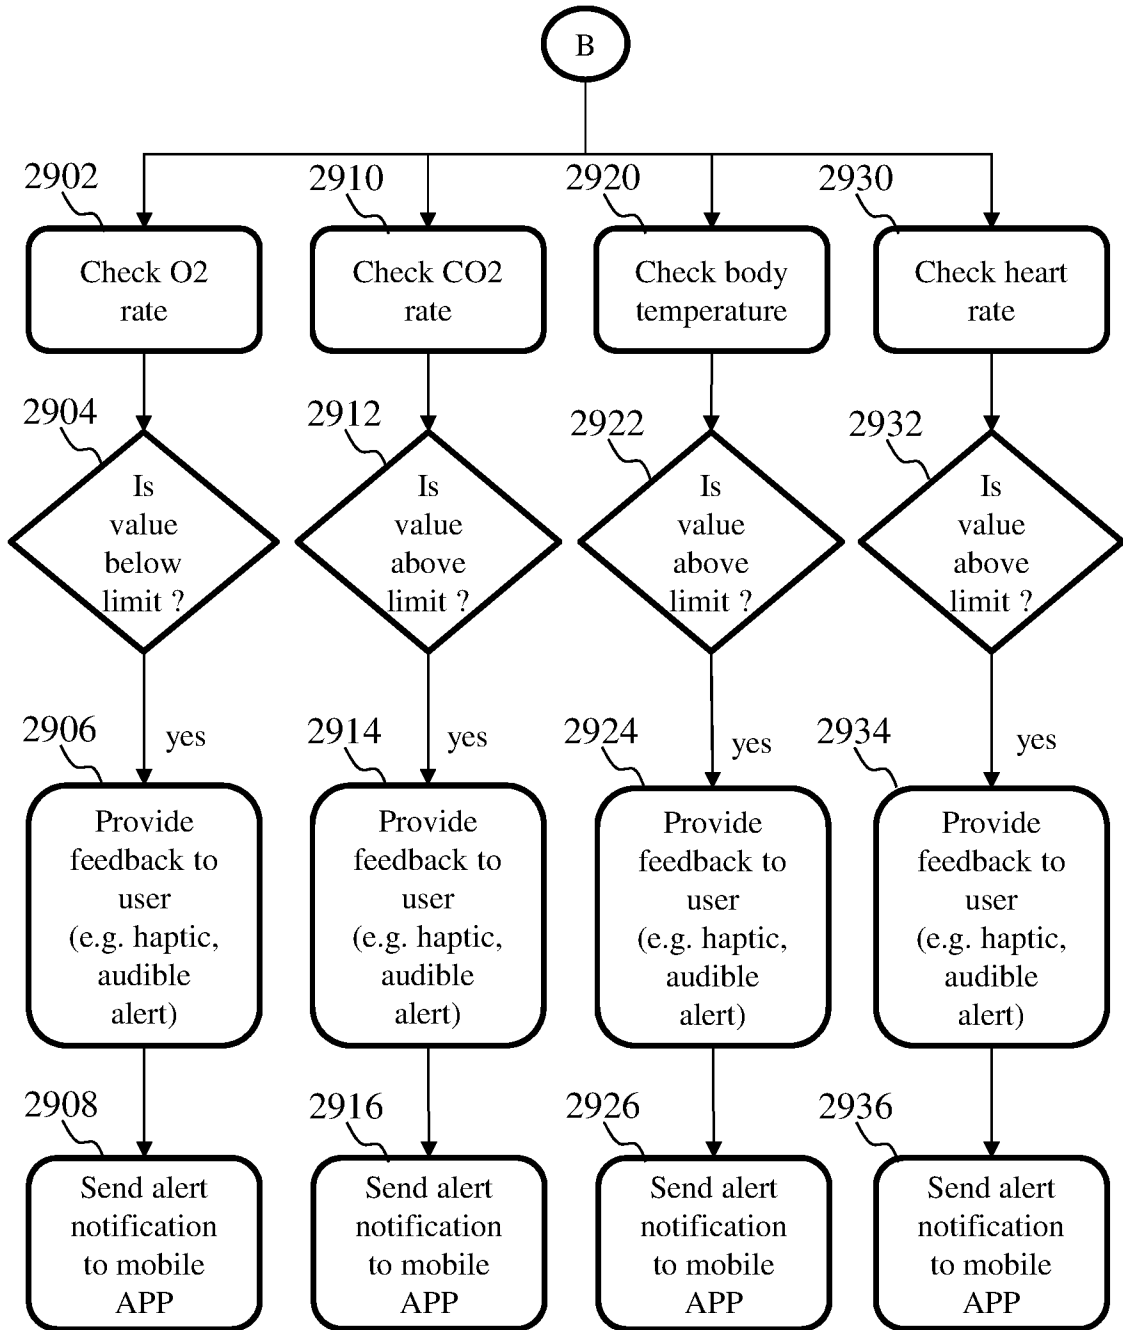 B
2902
2910
2920
2930
Check O2
rate
Check CO2
rate
Check body
temperature
Check heart
rate
2904
2912
2922
2932
Is
value
below
limit ?
Is
value
above
limit ?
Is
value
above
limit ?
Is
value
above
limit ?
2906
yes
2914
yes
2924
yes
2934
yes
Provide
feedback to
user
(e.g. haptic,
audible
alert)
Provide
feedback to
user
(e.g. haptic,
audible
alert)
Provide
feedback to
user
(e.g. haptic,
audible
alert)
Provide
feedback to
user
(e.g. haptic,
audible
alert)
2908
2916
2926
2936
Send alert
notification
to mobile
APP
Send alert
notification
to mobile
APP
Send alert
notification
to mobile
APP
Send alert
notification
to mobile
APP